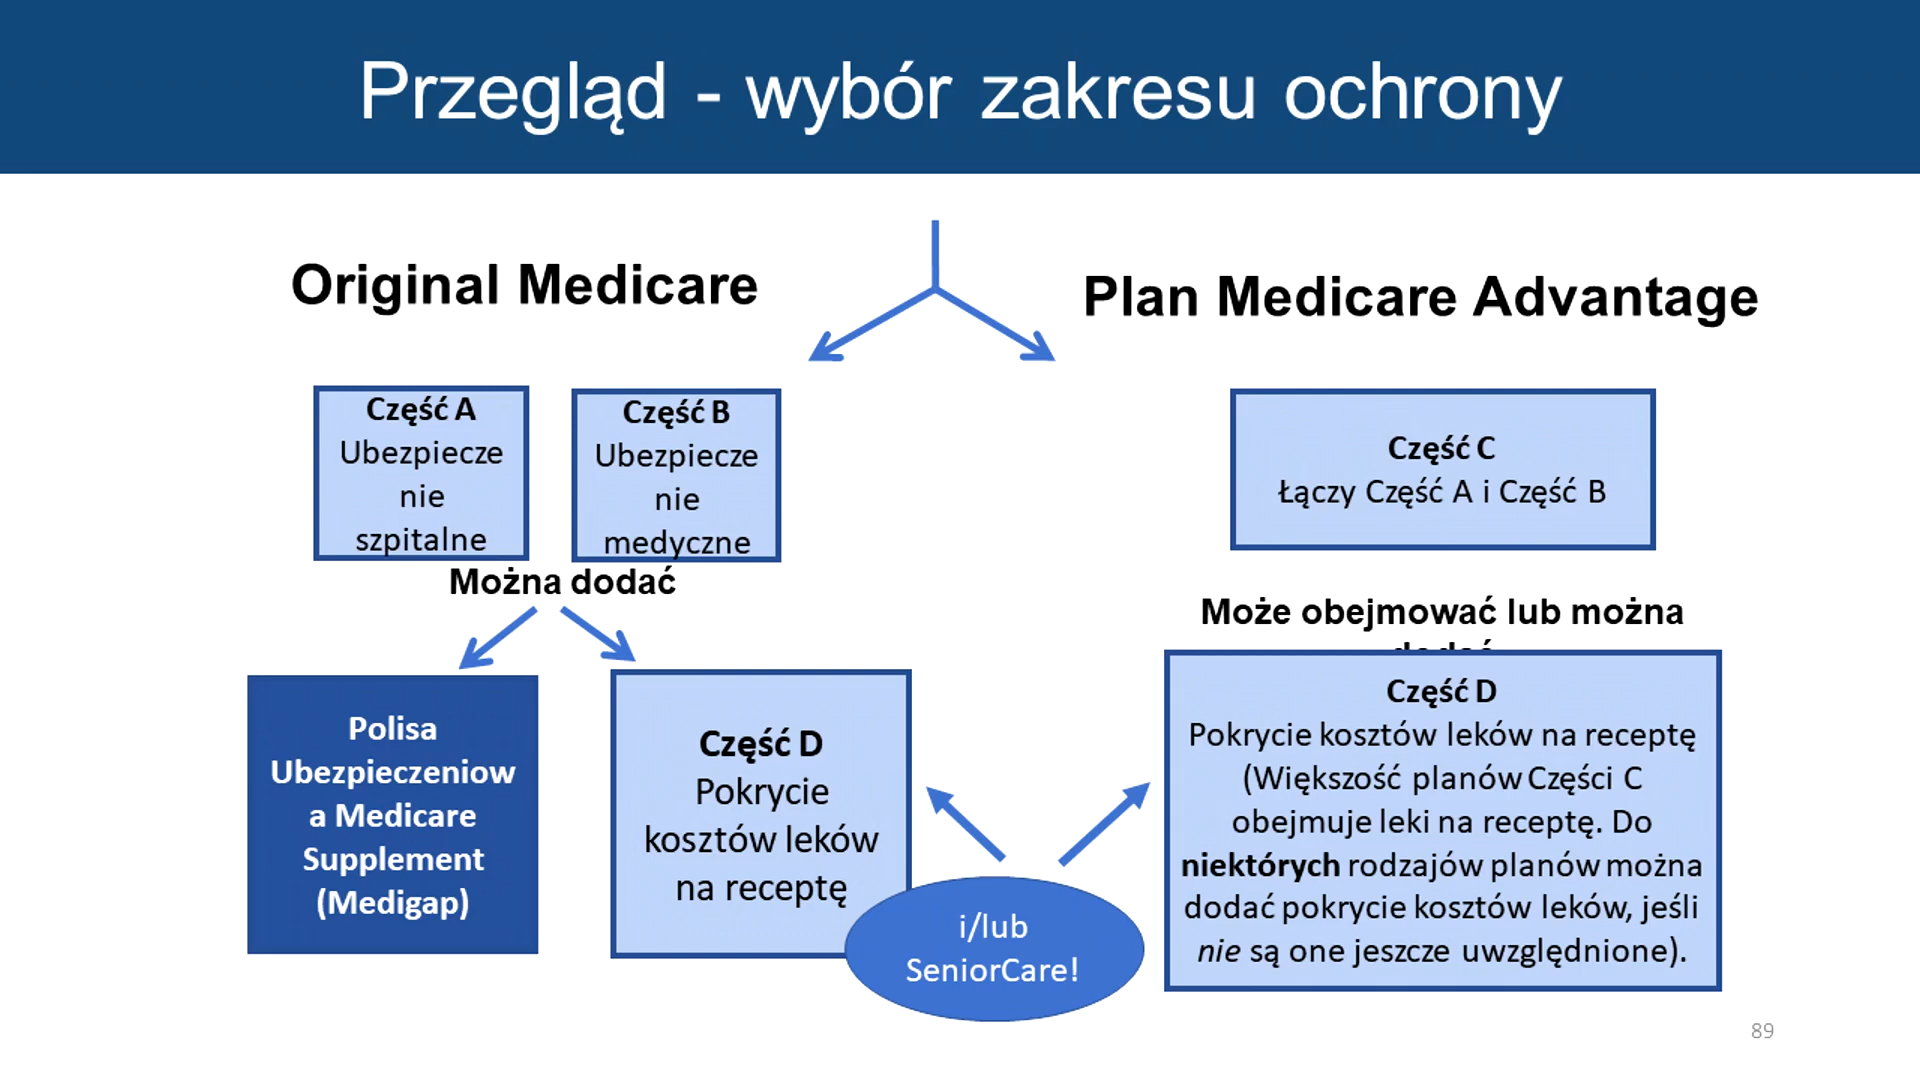 Przegląd - wybór zakresu ochrony
Original Medicare
Plan Medicare Advantage
Część A
Ubezpiecze
nie
szpitalne
Część B
Ubezpiecze
nie
medyczne
Część C
Łączy Część A i Część B
Można dodać
Może obejmować lub można
Polisa
Ubezpieczeniow
a Medicare
Supplement
(Medigap)
Część D
Pokrycie
kosztów leków
na receptę
i/lub
SeniorCare!
Część D
Pokrycie kosztów leków na receptę
(Większość planów Części C
obejmuje leki na receptę. Do
niektórych rodzajów planów można
dodać pokrycie kosztów leków, jeśli
nie są one jeszcze uwzględnione).
89